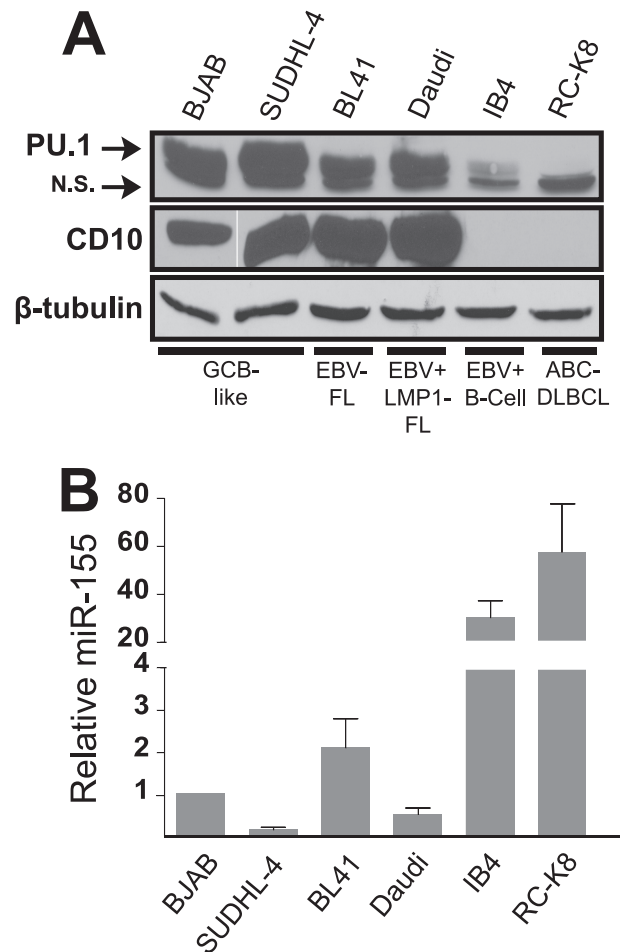 A
BJAB
SUDHL-4
BL41
Daudi
IB4
RC-K8
PU.1
N.S.
CD10
β-tubulin
GCB-
like
EBV-
FL
EBV+
LMP1-
FL
EBV+
B-Cell
ABC-
DLBCL
B
Relative miR-155
80
60
40
20
4
3
2
1
BJAB
SUDHL-4
BL41
Daudi
IB4
RC-K8